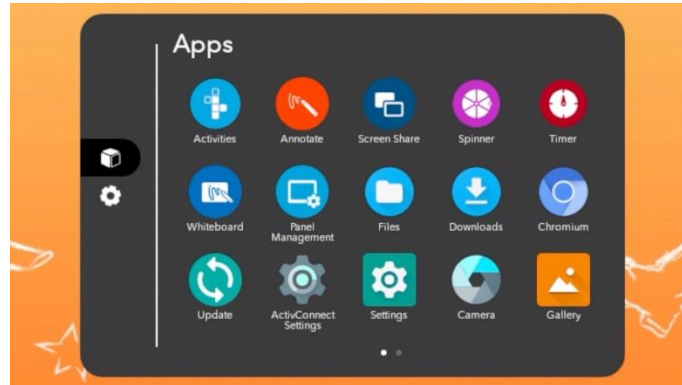 Apps
Activities Annotate Screen Share Spinner Timer
Whiteboard Panel Management Files Downloads Chromium
Update ActivConnect Settings Settings Camera Gallery